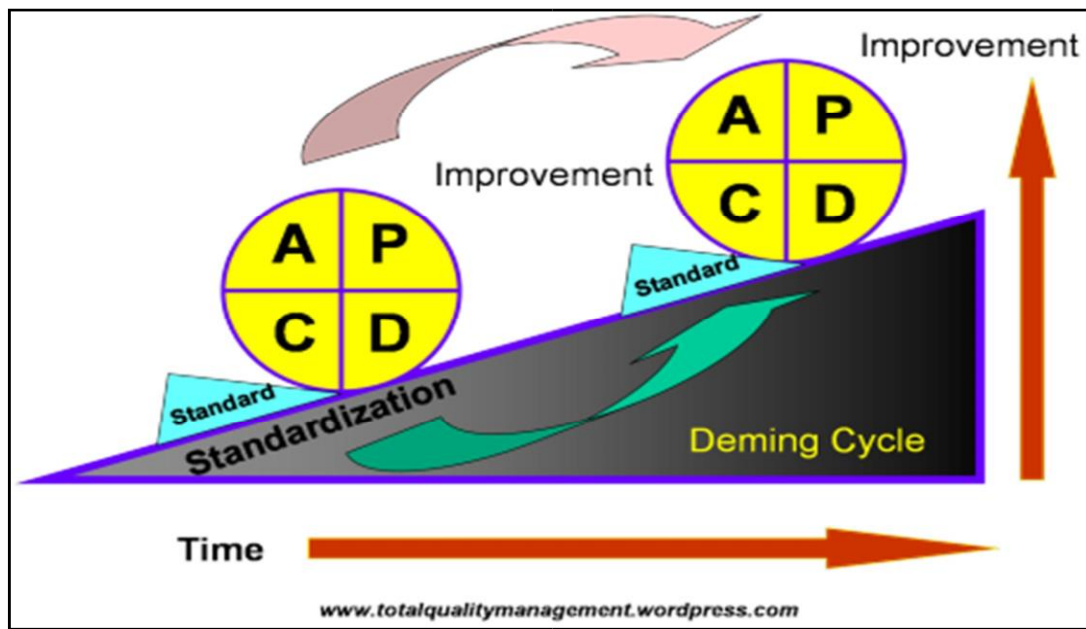 Improvement
A P
C D
Improvement
Standard
A P
C D
Standard
Standardization
Deming Cycle
Time
www.totalqualitymanagement.wordpress.com